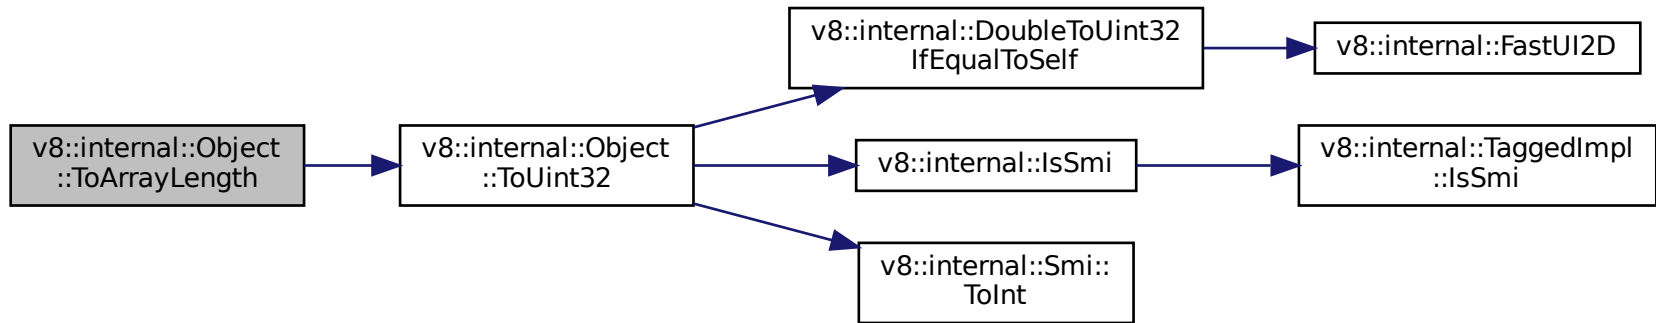 v8::internal::Object
::ToArrayLength
v8::internal::Object
::ToUint32
v8::internal::DoubleToUint32
IfEqualToSelf
v8::internal::FastUI2D
v8::internal::IsSmi
v8::internal::TaggedImpl
::IsSmi
v8::internal::Smi::
ToInt